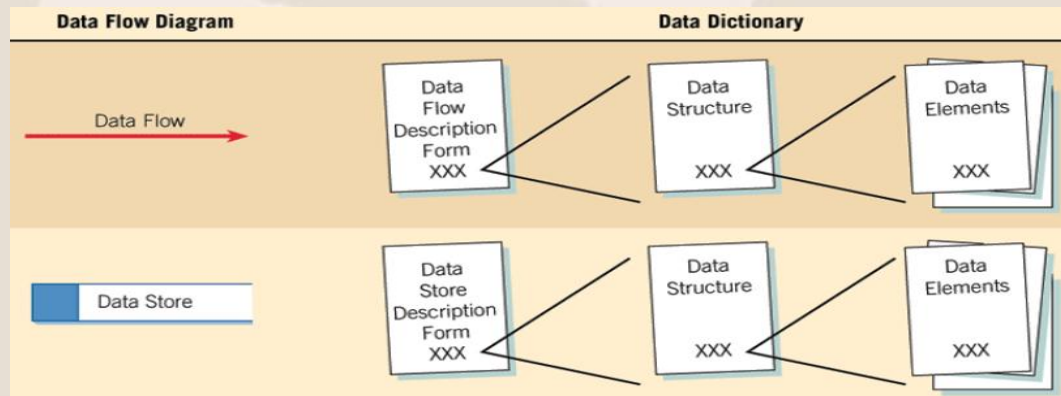 Data Flow Diagram
Data Dictionary
Data Flow
Data
Flow
Description
Form
XXX
Data
Structure
XXX
Data
Elements
XXX
Data Store
Data
Store
Description
Form
XXX
Data
Structure
XXX
Data
Elements
XXX